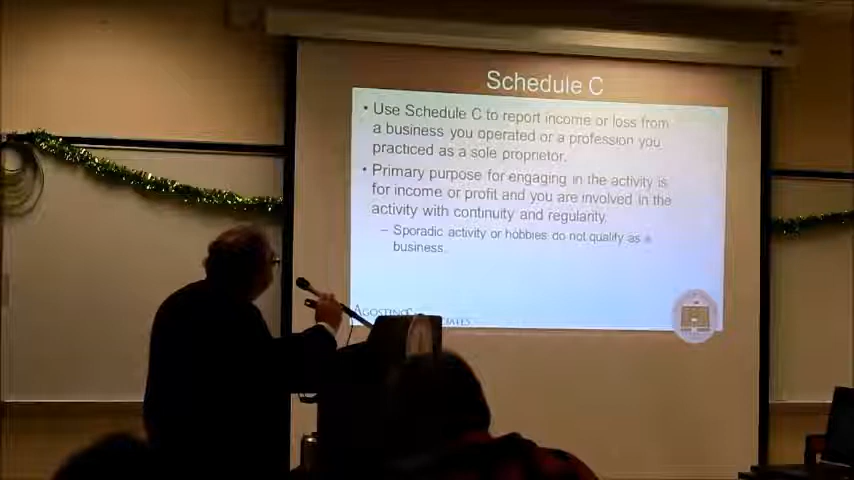 Schedule C
• Use Schedule C to report income or loss from
a business you operated or a profession you
practiced as a sole proprietor.
• Primary purpose for engaging in the activity is
for income or profit and you are involved in the
activity with continuity and regularity.
– Sporadic activity or hobbies do not qualify as a
business.
AGOSTINO